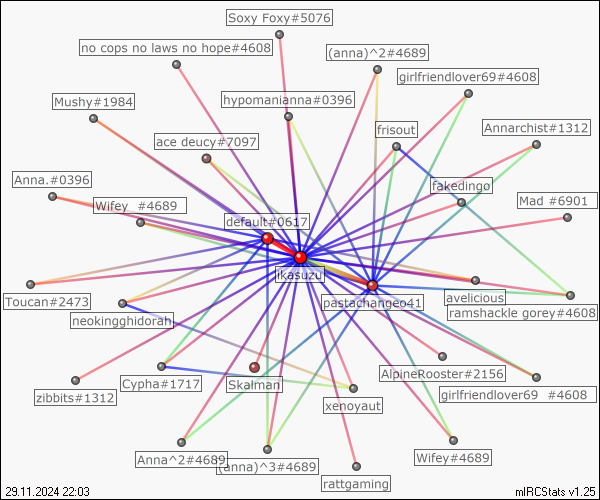 Soxy Foxy#5076
no cops no laws no hope#4608
(anna)^2#4689
girlfriendlover69#4608
Mushy#1984
hypomanianna#0396
frisout
Annarchist#1312
ace deucy#7097
Anna.#0396
fakedingo
Wifey  #4689
Mad #6901
default#0617
ikasuzu
Toucan#2473
pastachangeo41
avelicious
ramshackle gorey#4608
neokingghidorah
AlpineRooster#2156
zibbits#1312
Cypha#1717
Skalman
girlfriendlover69  #4608
xenoyaut
Anna^2#4689
(anna)^3#4689
Wifey#4689
rattgaming
29.11.2024 22:03
mIRCStats v1.25